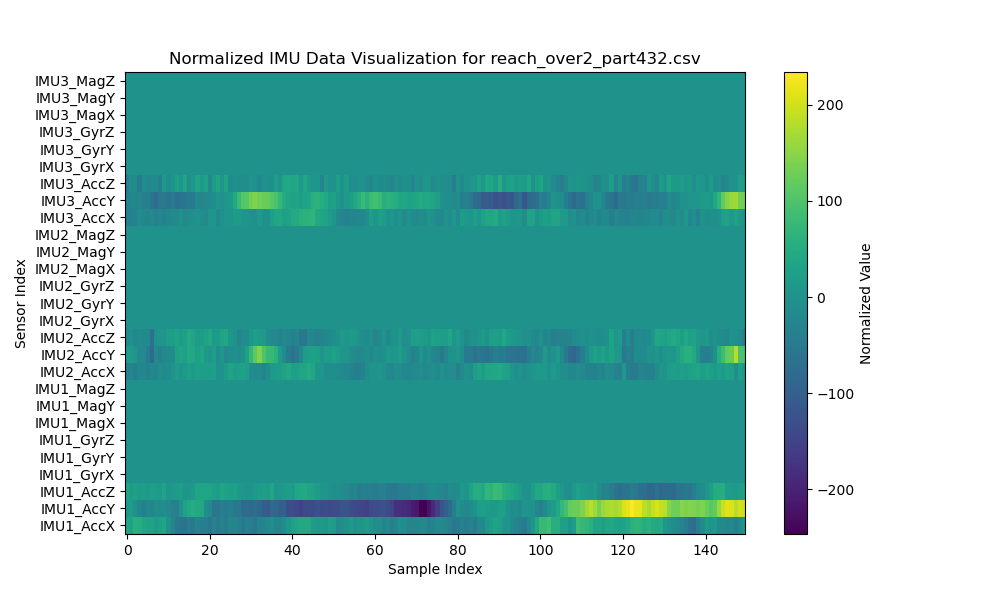 Normalized IMU Data Visualization for reach_over2_part432.csv
IMU3_MagZ
IMU3_MagY
IMU3_MagX
IMU3_GyrZ
IMU3_GyrY
IMU3_GyrX
IMU3_AccZ
IMU3_AccY
IMU3_AccX
IMU2_MagZ
IMU2_MagY
IMU2_MagX
IMU2_GyrZ
IMU2_GyrY
IMU2_GyrX
IMU2_AccZ
IMU2_AccY
IMU2_AccX
IMU1_MagZ
IMU1_MagY
IMU1_MagX
IMU1_GyrZ
IMU1_GyrY
IMU1_GyrX
IMU1_AccZ
IMU1_AccY
IMU1_AccX
Sensor Index
0 20 40 60 80 100 120 140
Sample Index
200
100
0
−100
−200
Normalized Value